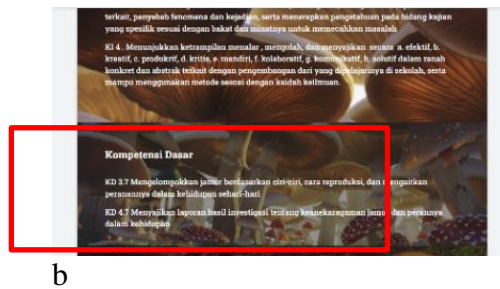 terkait, penyebab fenomena dan kejadian, serta menerapkan pengetahuan pada bidang kajian
yang spesifik sesuai dengan bakat dan minatnya untuk memecahkan masalah
KI 4 . Menunjukkan ketrampilan menalar , mengolah, dan menyajikan secara a. efektif, b.
kreatif, c. produkrif, d. kritis, e. mandiri, f. kolaboratif, g. komunikatif, h. solutif dalam ranah
konkret dan abstrak terkait dengan pengembangan dari yang dipelajarinya di sekolah, serta
mampu menggunakan metode sesuai dengan kaidah keilmuan.
Kompetensi Dasar
KD 3.7 Mengelompokkan jamur berdasarkan ciri-ciri, cara reproduksi, dan mengaitkan
peranannya dalam kehidupan sehari-hari
KD 4.7 Menyajikan laporan hasil investigasi tentang keanekaragaman jamur dan perannya
dalam kehidupan
b